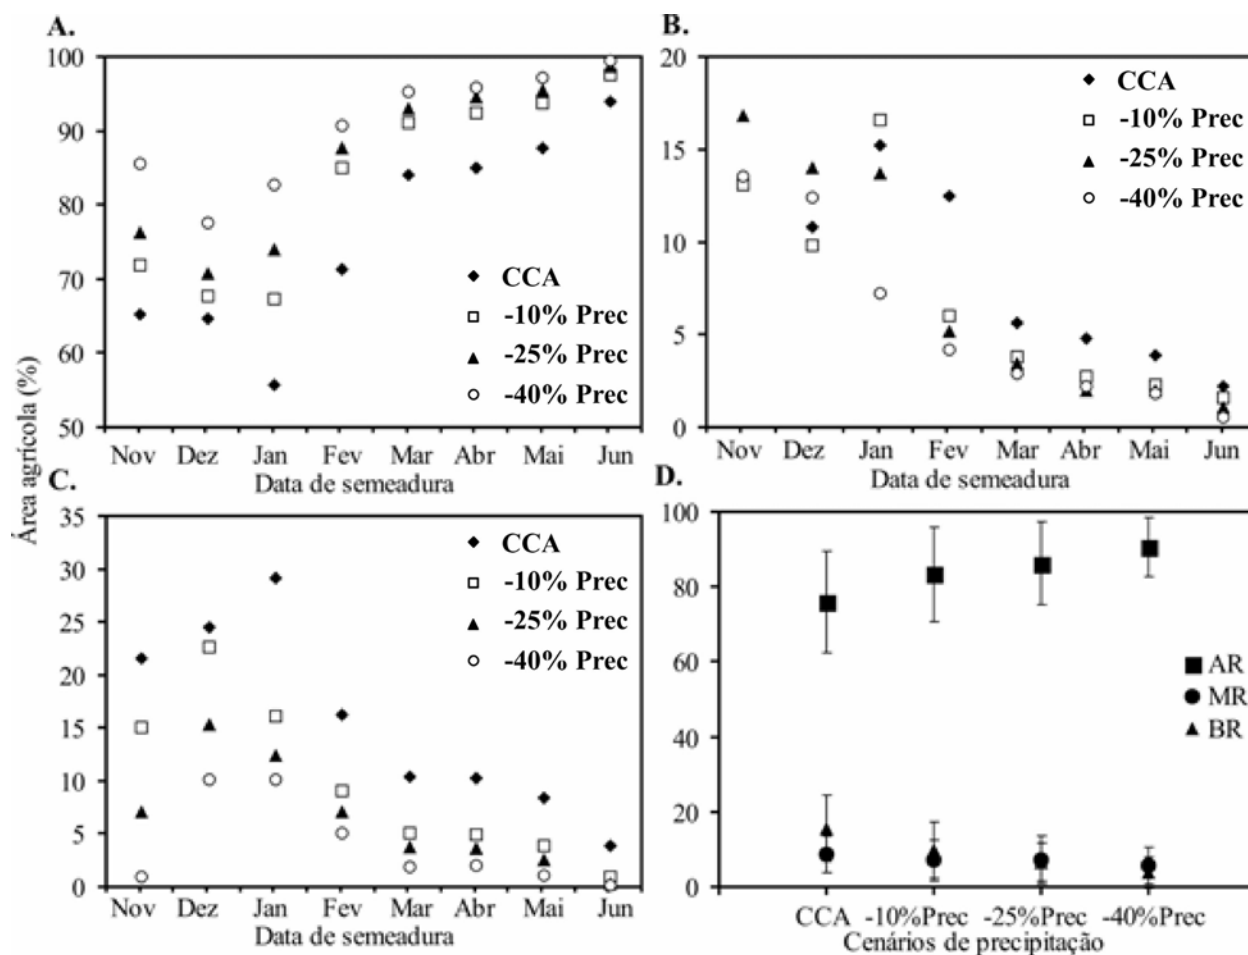 A.
100
90
80
70
60
50
CCA
-10% Prec
-25% Prec
-40% Prec
Nov Dez Jan Fev Mar Abr Mai Jun
Data de semeadura
B.
20
15
10
5
0
CCA
-10% Prec
-25% Prec
-40% Prec
Nov Dez Jan Fev Mar Abr Mai Jun
Data de semeadura
Área agrícola (%)
C.
35
30
25
20
15
10
5
0
CCA
-10% Prec
-25% Prec
-40% Prec
Nov Dez Jan Fev Mar Abr Mai Jun
Data de semeadura
D.
100
80
60
40
20
0
AR
MR
BR
CCA -10%Prec -25%Prec -40%Prec
Cenários de precipitação